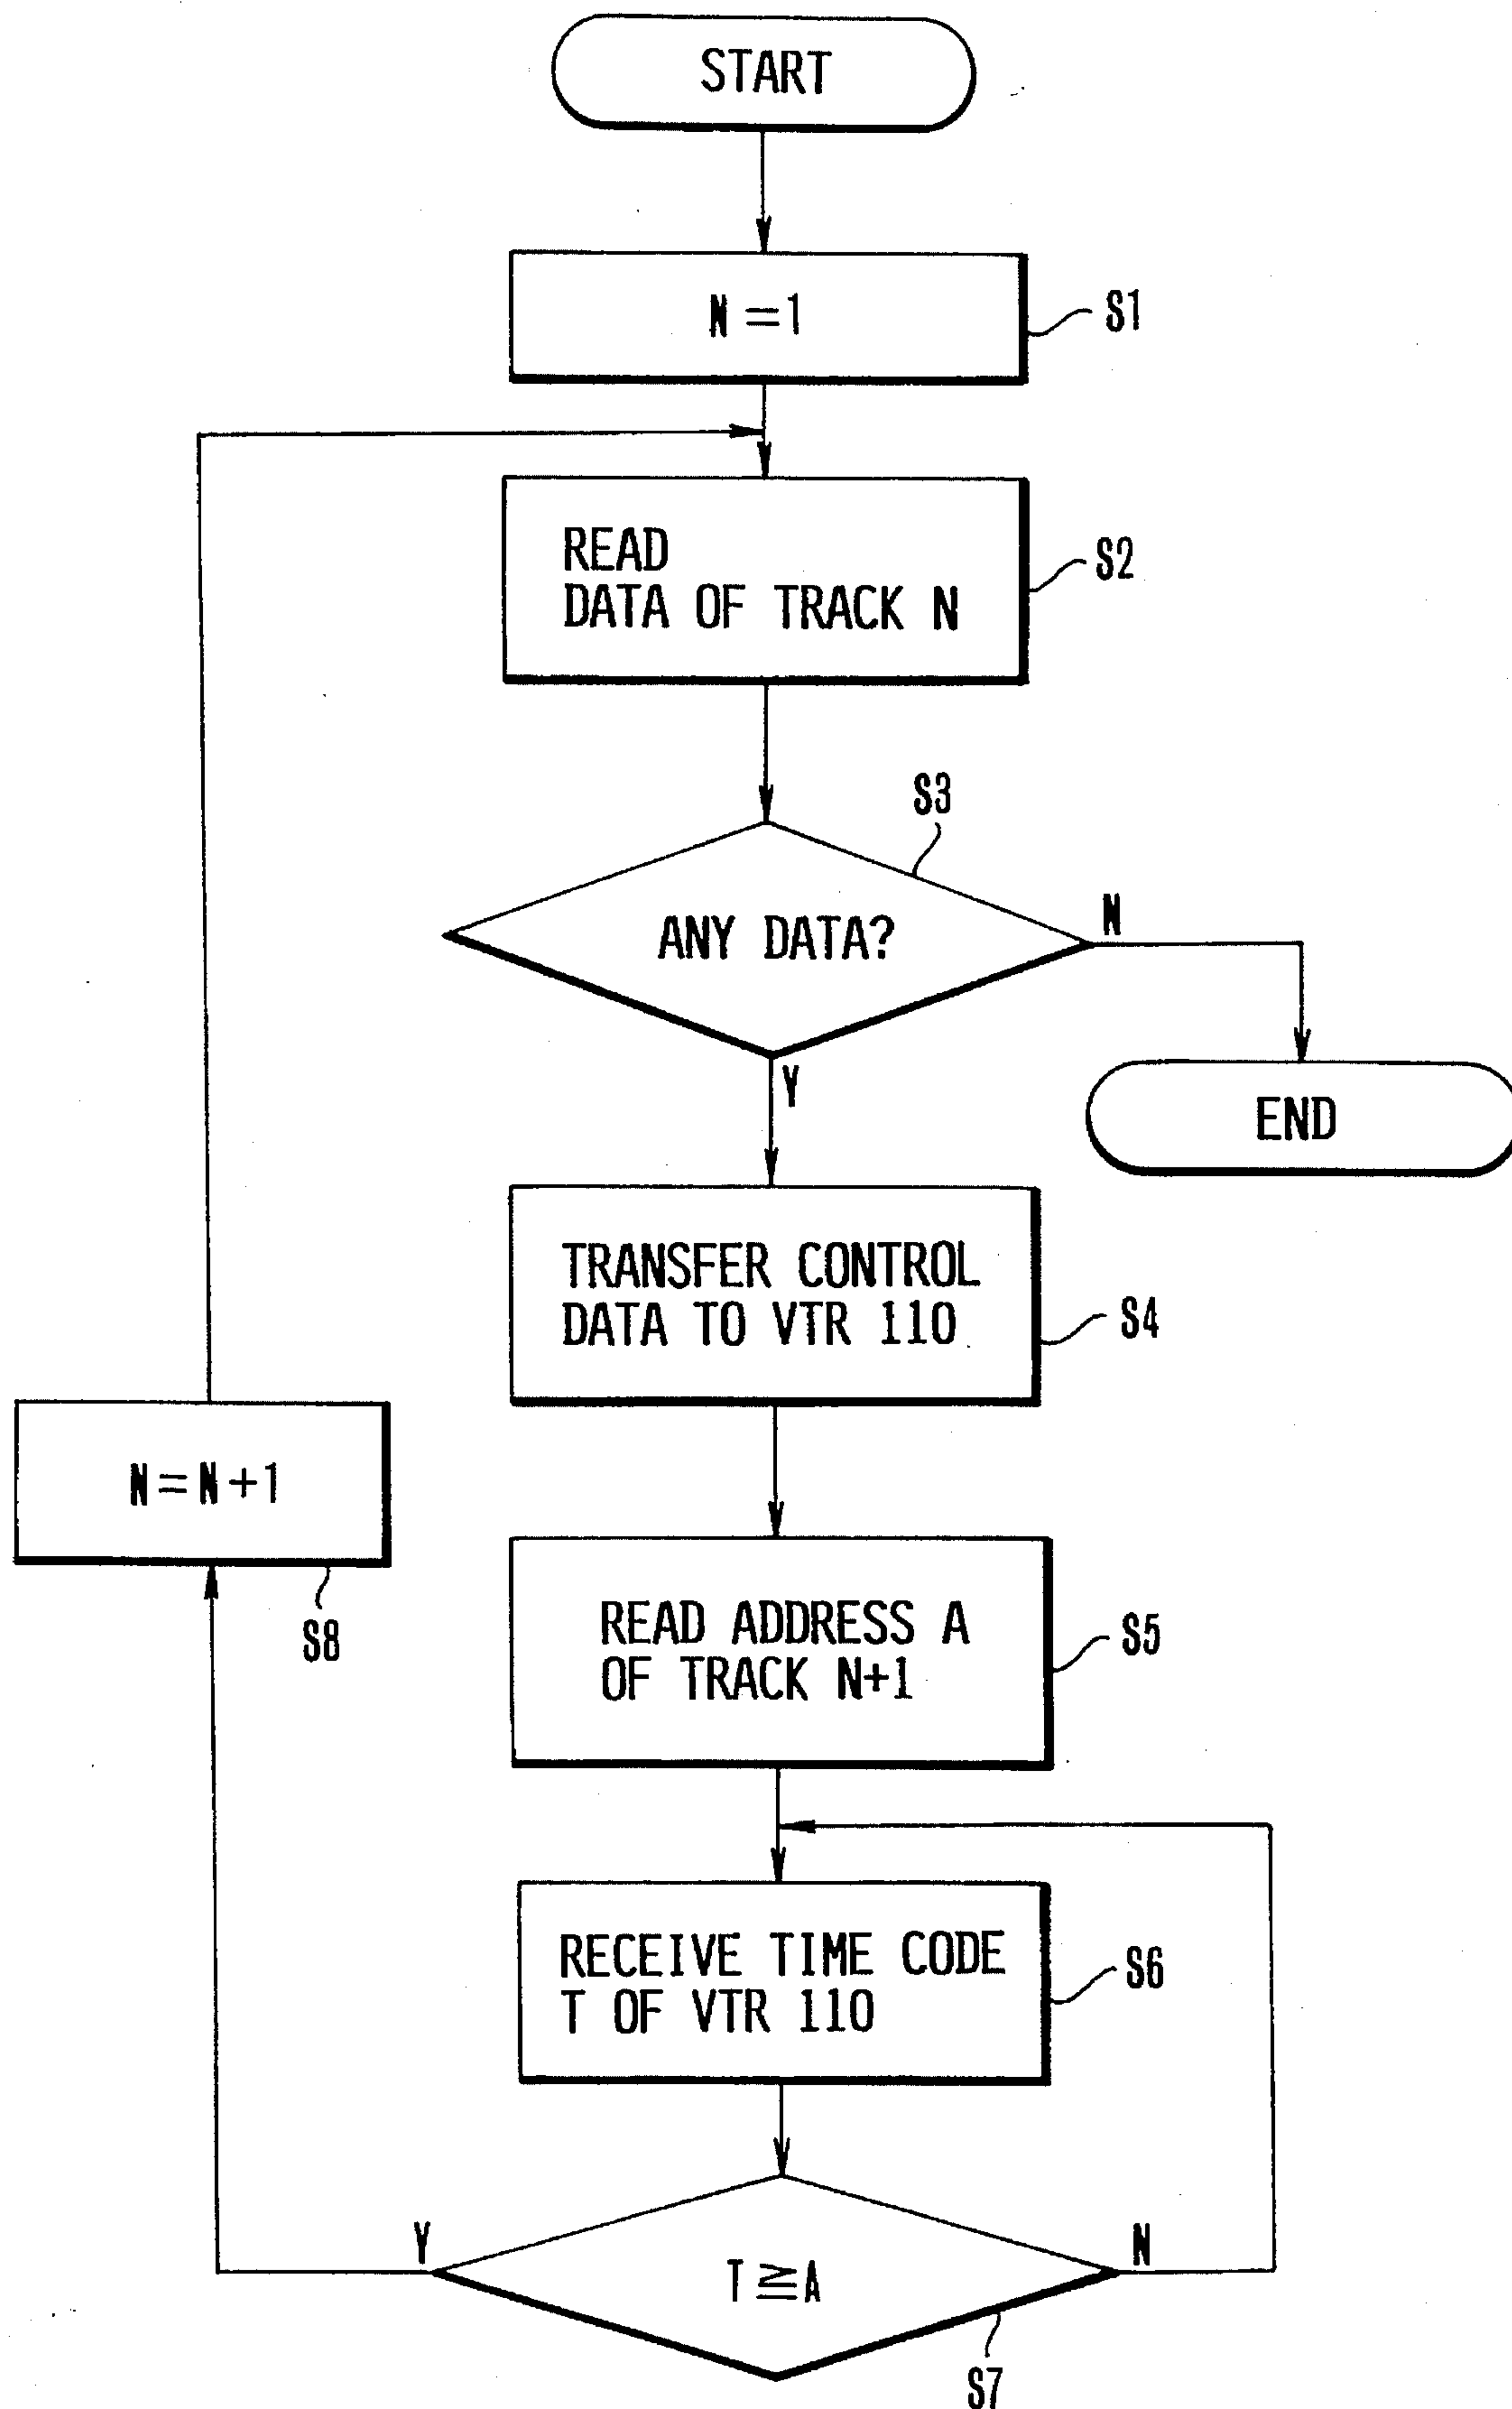 START
N=1
S1
READ
DATA OF TRACK N
S2
S3
ANY DATA?
N
Y
END
TRANSFER CONTROL
DATA TO VTR 110
S4
N=N+1
S8
READ ADDRESS A
OF TRACK N+1
S5
RECEIVE TIME CODE
T OF VTR 110
S6
Y
T≧A
N
S7